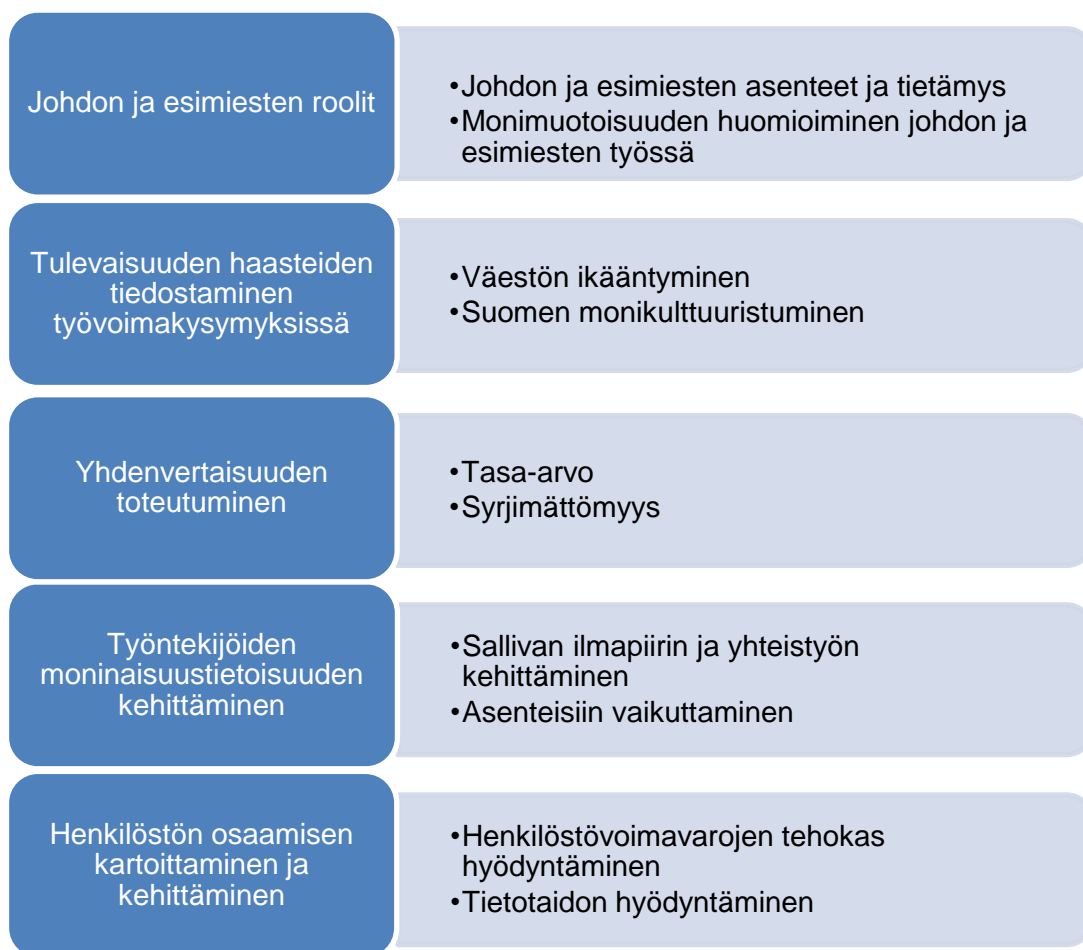 Johdon ja esimiesten roolit
•Johdon ja esimiesten asenteet ja tietämys
•Monimuotoisuuden huomioiminen johdon ja
esimiesten työssä
Tulevaisuuden haasteiden
tiedostaminen
työvoimakysymyksissä
•Väestön ikääntyminen
•Suomen monikulttuuristuminen
Yhdenvertaisuuden
toteutuminen
•Tasa-arvo
•Syrjimättömyys
Työntekijöiden
moninaisuustietoisuuden
kehittäminen
•Sallivan ilmapiirin ja yhteistyön
kehittäminen
•Asenteisiin vaikuttaminen
Henkilöstön osaamisen
kartoittaminen ja
kehittäminen
•Henkilöstövoimavarojen tehokas
hyödyntäminen
•Tietotaidon hyödyntäminen